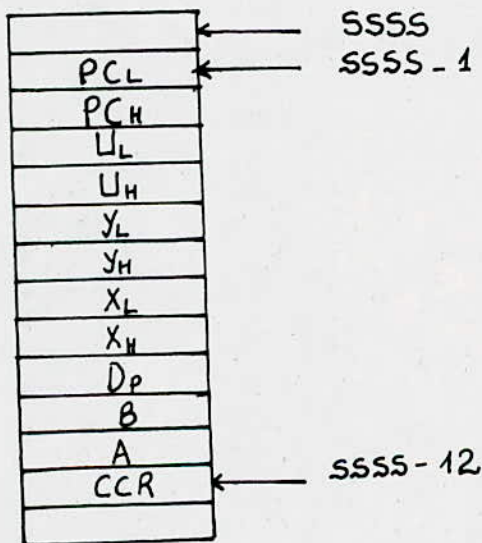 SSSS
PCL SSSS-1
PCH
UL
UH
YL
YH
XL
XH
DP
B
A
CCR SSSS-12